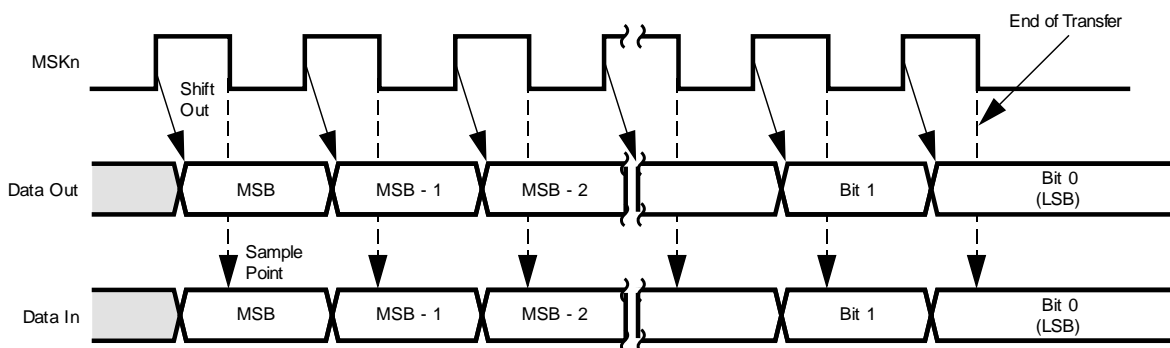 End of Transfer
MSKn
Shift
Out
Data Out
MSB
MSB - 1
MSB - 2
Bit 1
Bit 0
(LSB)
Sample
Point
Data In
MSB
MSB - 1
MSB - 2
Bit 1
Bit 0
(LSB)